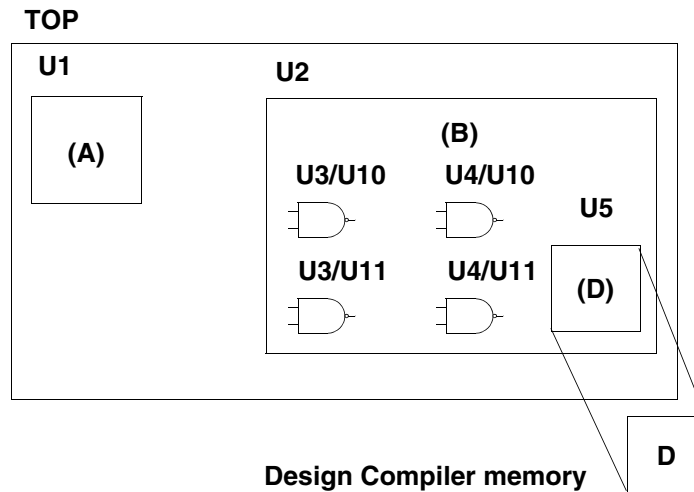 TOP
U1
U2
(A)
(B)
U3/U10 U4/U10
U5
U3/U11 U4/U11
(D)
D
Design Compiler memory